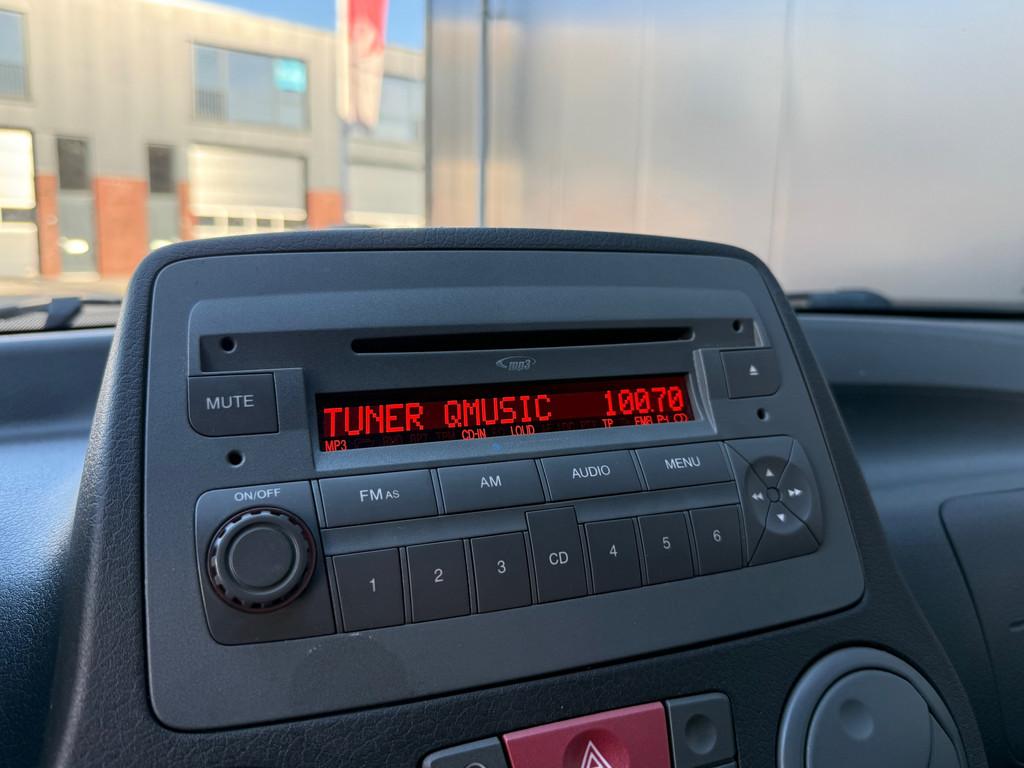 mp3
MUTE
TUNER QMUSIC 100.70
MP3 CD-IN LOUD TP
ON/OFF
FM AS AM AUDIO MENU
1 2 3 CD 4 5 6